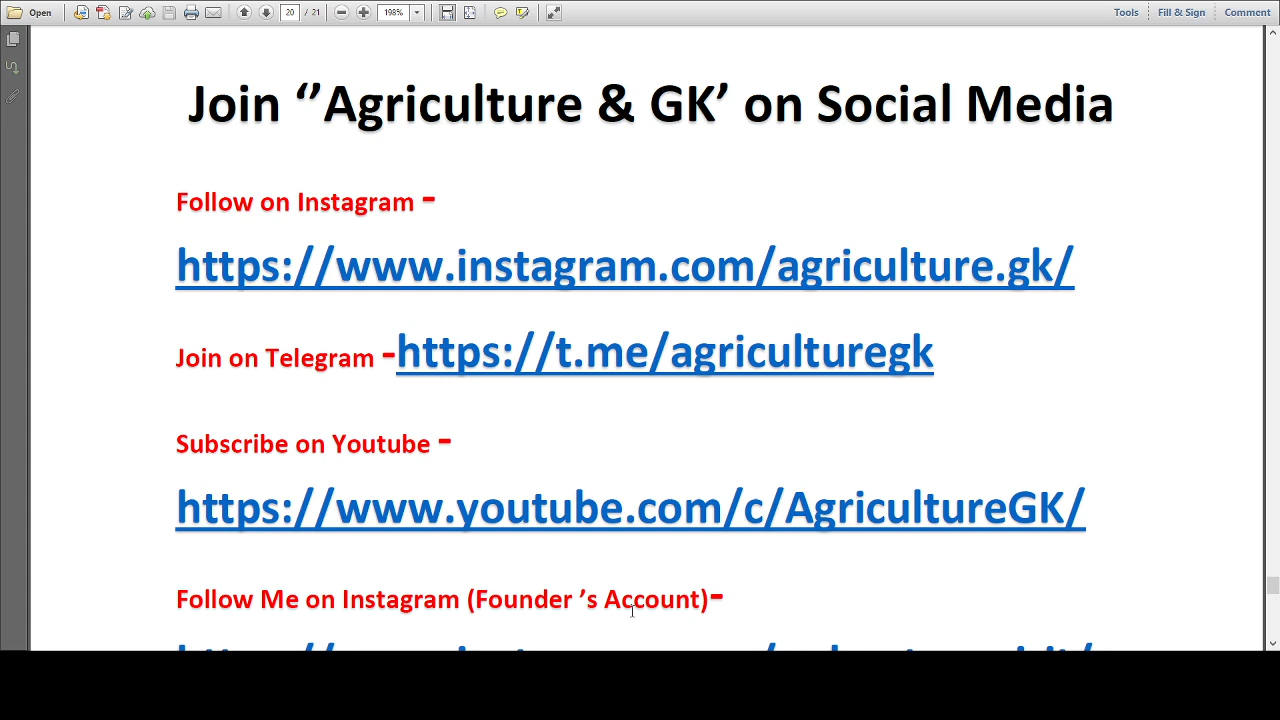 Open 20 / 21 198% Tools Fill & Sign Comment
Join ‘’Agriculture & GK’ on Social Media
Follow on Instagram -
https://www.instagram.com/agriculture.gk/
Join on Telegram -https://t.me/agriculturegk
Subscribe on Youtube -
https://www.youtube.com/c/AgricultureGK/
Follow Me on Instagram (Founder ’s Account)-